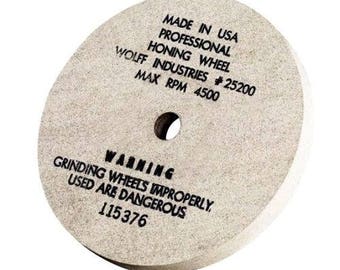 MADE IN USA
PROFESSIONAL
HONING WHEEL
WOLFF INDUSTRIES #25200
MAX RPM 4500
WARNING
GRINDING WHEELS IMPROPERLY
USED ARE DANGEROUS
115376